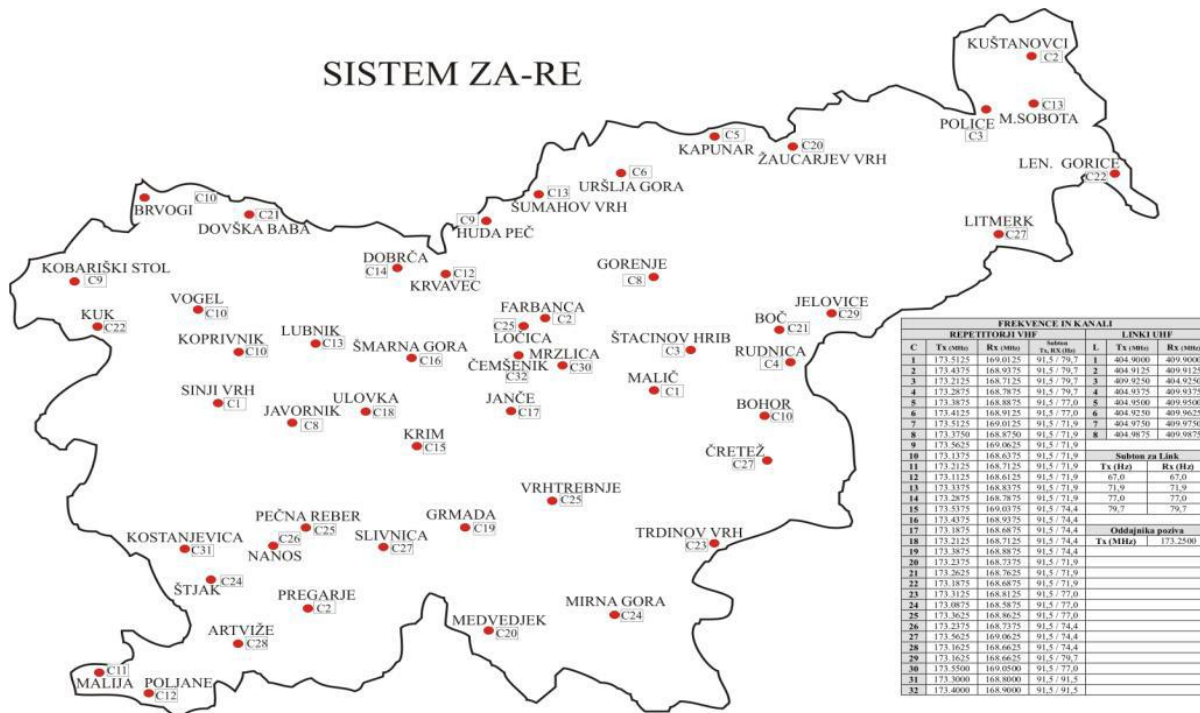 SISTEM ZA-RE
KUŠTANOVCI
C2
C13
M.SOBOTA
POLICE
C3
C5
KAPUNAR
C20
ŽAUCARJEV VRH
LEN. GORICE
C22
C6
URŠLJA GORA
C13
ŠUMAHOV VRH
C9
HUDA PEČ
C10
BRVOGI
C21
DOVŠKA BABA
LITMERK
C27
KOBARIŠKI STOL
C9
DOBRČA
C14
C12
KRVAVEC
GORENJE
C8
KUK
C22
VOGEL
C10
FARBANCA
C2
C25
LOČICA
JELOVICE
C29
BOČ
C21
KOPRIVNIK
C10
LUBNIK
C13
ŠMARNA GORA
C16
ČEMŠENIK
C32
MRZLICA
C30
ŠTACINOV HRIB
C3
RUDNICA
C4
MALIČ
C1
SINJI VRH
C1
JAVORNIK
C8
ULOVKA
C18
JANČE
C17
BOHOR
C10
KRIM
C15
ČRETEŽ
C27
VRHTREBNJE
C25
PEČNA REBER
C25
C26
NANOS
GRMADA
C19
SLIVNICA
C27
KOSTANJEVICA
C31
TRDINOV VRH
C23
C24
ŠTJAK
PREGARJE
C2
MIRNA GORA
C24
MEDVEDJEK
C20
ARTVIŽE
C28
C11
MALIJA
POLJANE
C12
FREKVENCE IN KANALI
REPETITORJI VHF LINKI UHF
C Tx (MHz) Rx (MHz) Subton Tx, RX (Hz) L Tx (MHz) Rx (MHz)
1 173.5125 169.0125 91,5 / 79,7 1 404.9000 409.9000
2 173.4375 168.9375 91,5 / 79,7 2 404.9125 409.9125
3 173.2125 168.7125 91,5 / 79,7 3 409.9250 404.9250
4 173.2875 168.7875 91,5 / 79,7 4 404.9375 409.9375
5 173.3875 168.8875 91,5 / 77,0 5 404.9500 409.9500
6 173.4125 168.9125 91,5 / 77,0 6 404.9250 409.9625
7 173.5125 169.0125 91,5 / 71,9 7 404.9750 409.9750
8 173.3750 168.8750 91,5 / 71,9 8 404.9875 409.9875
9 173.5625 169.0625 91,5 / 71,9
10 173.1375 168.6375 91,5 / 71,9 Subton za Link
11 173.2125 168.7125 91,5 / 71,9 Tx (Hz) Rx (Hz)
12 173.1125 168.6125 91,5 / 71,9 67,0 67,0
13 173.3375 168.8375 91,5 / 71,9 71,9 71,9
14 173.2875 168.7875 91,5 / 71,9 77,0 77,0
15 173.5375 169.0375 91,5 / 74,4 79,7 79,7
16 173.4375 168.9375 91,5 / 74,4
17 173.1875 168.6875 91,5 / 74,4 Oddajnika poziva
18 173.2125 168.7125 91,5 / 74,4 Tx (MHz) 173.2500
19 173.3875 168.8875 91,5 / 74,4
20 173.2375 168.7375 91,5 / 71,9
21 173.2625 168.7625 91,5 / 71,9
22 173.1875 168.6875 91,5 / 71,9
23 173.3125 168.8125 91,5 / 77,0
24 173.0875 168.5875 91,5 / 77,0
25 173.3625 168.8625 91,5 / 77,0
26 173.2375 168.7375 91,5 / 74,4
27 173.5625 169.0625 91,5 / 74,4
28 173.1625 168.6625 91,5 / 74,4
29 173.1625 168.6625 91,5 / 79,7
30 173.5500 169.0500 91,5 / 77,0
31 173.3000 168.8000 91,5 / 91,5
32 173.4000 168.9000 91,5 / 91,5